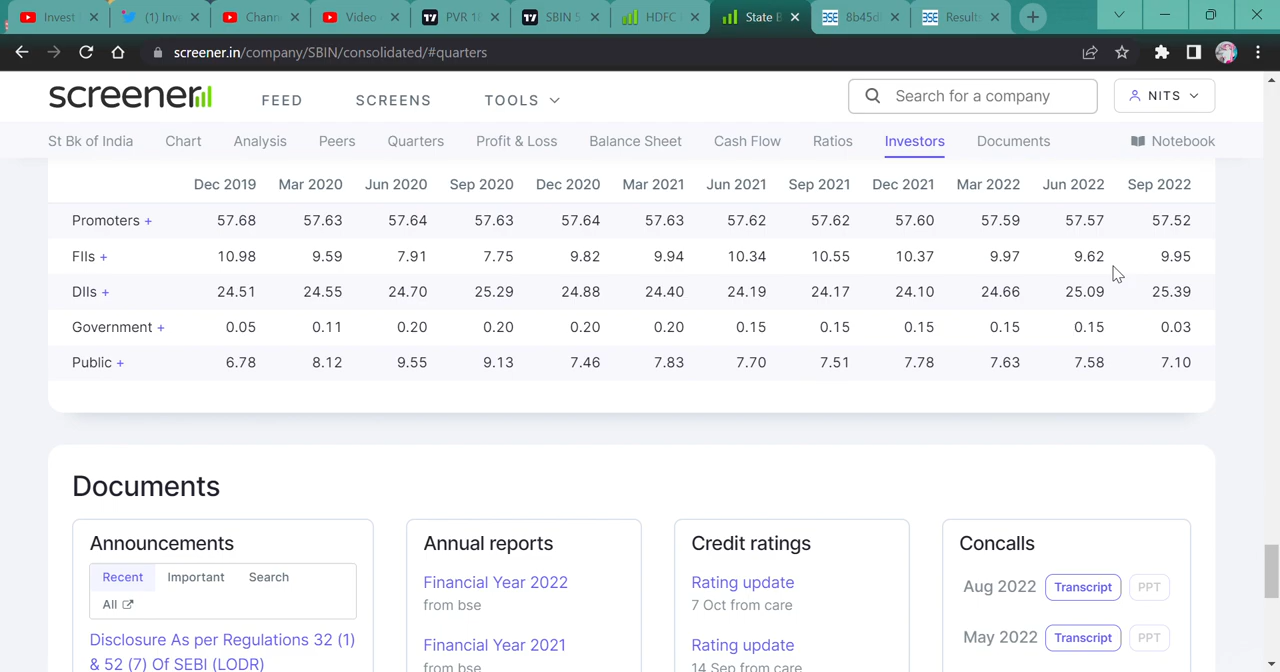 Invest
(1) Inv
Chann
Video
PVR 1
SBIN 5
HDFC
State B
8b45d
Results
screener.in/company/SBIN/consolidated/#quarters
screener
FEED
SCREENS
TOOLS
Search for a company
NITS
St Bk of India Chart Analysis Peers Quarters Profit & Loss Balance Sheet Cash Flow Ratios Investors Documents Notebook
Dec 2019 Mar 2020 Jun 2020 Sep 2020 Dec 2020 Mar 2021 Jun 2021 Sep 2021 Dec 2021 Mar 2022 Jun 2022 Sep 2022
Promoters + 57.68 57.63 57.64 57.63 57.64 57.63 57.62 57.62 57.60 57.59 57.57 57.52
FIIs + 10.98 9.59 7.91 7.75 9.82 9.94 10.34 10.55 10.37 9.97 9.62 9.95
DIIs + 24.51 24.55 24.70 25.29 24.88 24.40 24.19 24.17 24.10 24.66 25.09 25.39
Government + 0.05 0.11 0.20 0.20 0.20 0.20 0.15 0.15 0.15 0.15 0.15 0.03
Public + 6.78 8.12 9.55 9.13 7.46 7.83 7.70 7.51 7.78 7.63 7.58 7.10
Documents
Announcements
Recent Important Search
All
Disclosure As per Regulations 32 (1)
& 52 (7) Of SEBI (LODR)
Annual reports
Financial Year 2022
from bse
Financial Year 2021
from bse
Credit ratings
Rating update
7 Oct from care
Rating update
14 Sep from care
Concalls
Aug 2022 Transcript PPT
May 2022 Transcript PPT